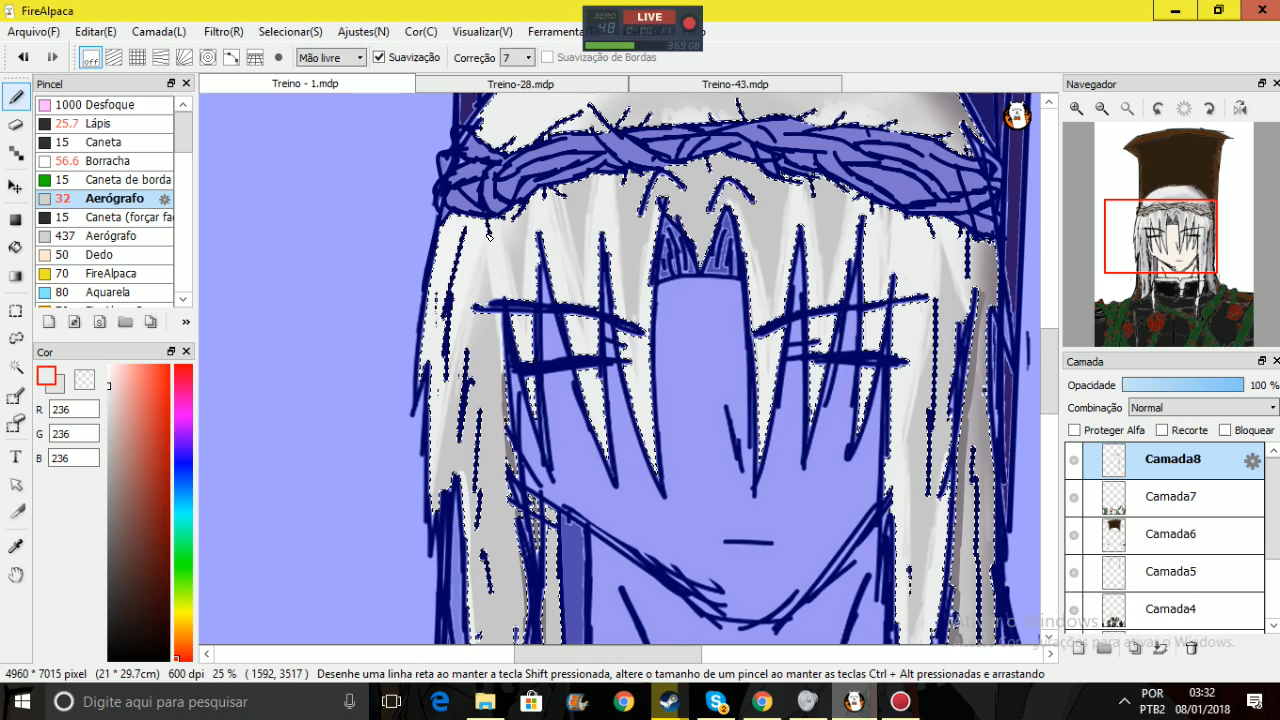 FireAlpaca
AERO
48
LIVE
369 GB
Arquivo(F) Editar(E) Camada(L) Filtro(R) Selecionar(S) Ajustes(N) Cor(C) Visualizar(V)
off Mão livre Suavização Correção 7 Suavização de Bordas
Pincel
Treino - 1.mdp Treino-28.mdp Treino-43.mdp
Navegador
1000 Desfoque
25.7 Lápis
15 Caneta
56.6 Borracha
15 Caneta de borda
32 Aerógrafo
15 Caneta (forçar fa
437 Aerógrafo
50 Dedo
70 FireAlpaca
80 Aquarela
Cor
R 236
G 236
B 236
Camada
Opacidade 100 %
Combinação Normal
Proteger Alfa Recorte Bloquear
Camada8
Camada7
Camada6
Camada5
Camada4
4960 * 7015 pixel (21 * 29.7cm) 600 dpi 25 % ( 1592, 3517 ) Desenhe uma linha reta ao manter a tecla Shift pressionada, altere o tamanho de um pincel ao manter as teclas Ctrl + Alt pressionadas e arrastando
Digite aqui para pesquisar
2
POR
PTB2
03:32
08/01/2018